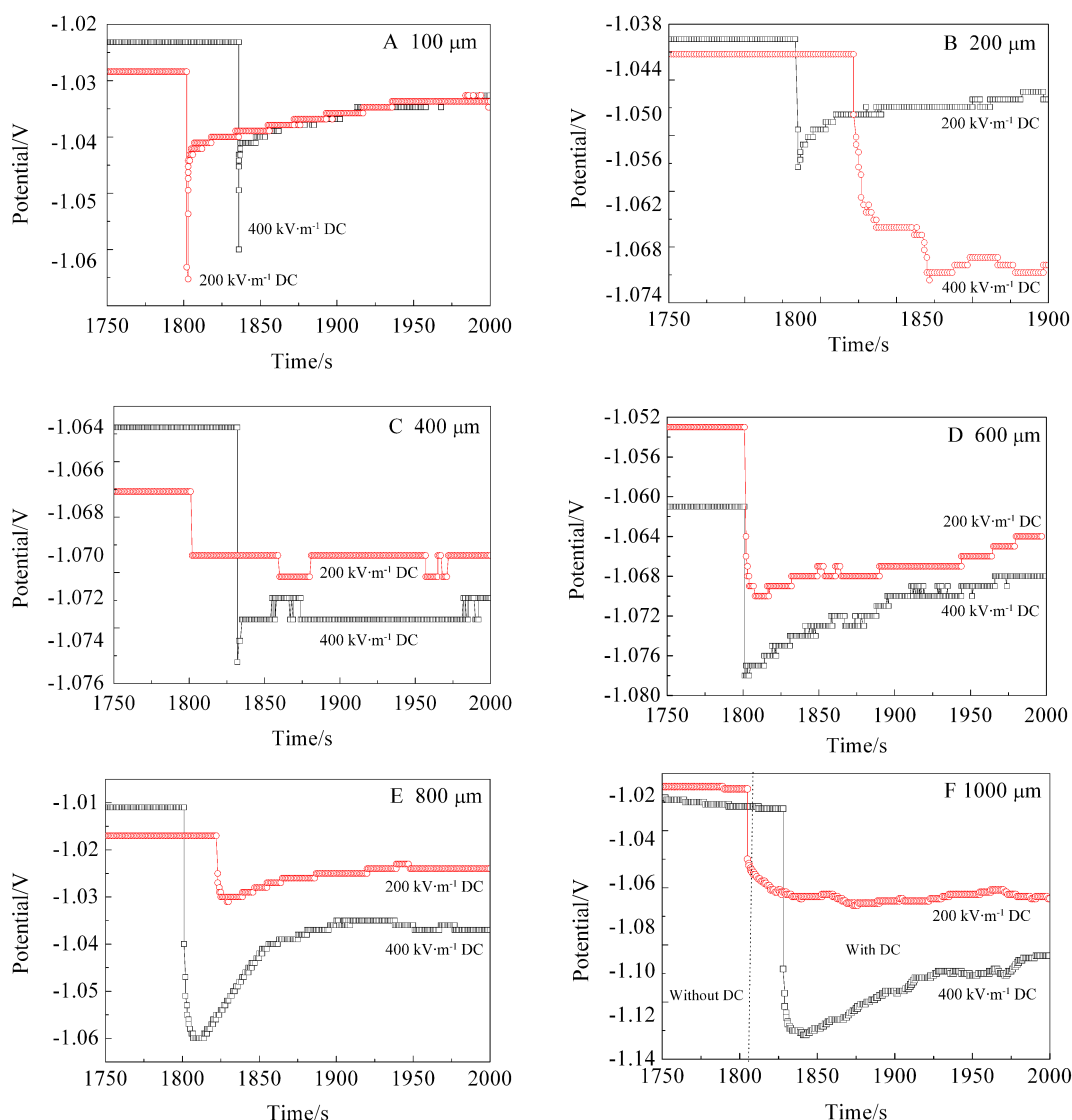 -1.02
-1.03
-1.04
-1.05
-1.06
Potential/V
A 100 μm
400 kV·m⁻¹ DC
200 kV·m⁻¹ DC
1750 1800 1850 1900 1950 2000
Time/s
-1.038
-1.044
-1.050
-1.056
-1.062
-1.068
-1.074
Potential/V
B 200 μm
200 kV·m⁻¹ DC
400 kV·m⁻¹ DC
1750 1800 1850 1900
Time/s
-1.064
-1.066
-1.068
-1.070
-1.072
-1.074
-1.076
Potential/V
C 400 μm
200 kV·m⁻¹ DC
400 kV·m⁻¹ DC
1750 1800 1850 1900 1950 2000
Time/s
-1.052
-1.056
-1.060
-1.064
-1.068
-1.072
-1.076
-1.080
Potential/V
D 600 μm
200 kV·m⁻¹ DC
400 kV·m⁻¹ DC
1750 1800 1850 1900 1950 2000
Time/s
-1.01
-1.02
-1.03
-1.04
-1.05
-1.06
Potential/V
E 800 μm
200 kV·m⁻¹ DC
400 kV·m⁻¹ DC
1750 1800 1850 1900 1950 2000
Time/s
-1.02
-1.04
-1.06
-1.10
-1.12
-1.14
Potential/V
F 1000 μm
200 kV·m⁻¹ DC
With DC
Without DC
400 kV·m⁻¹ DC
1750 1800 1850 1900 1950 2000
Time/s